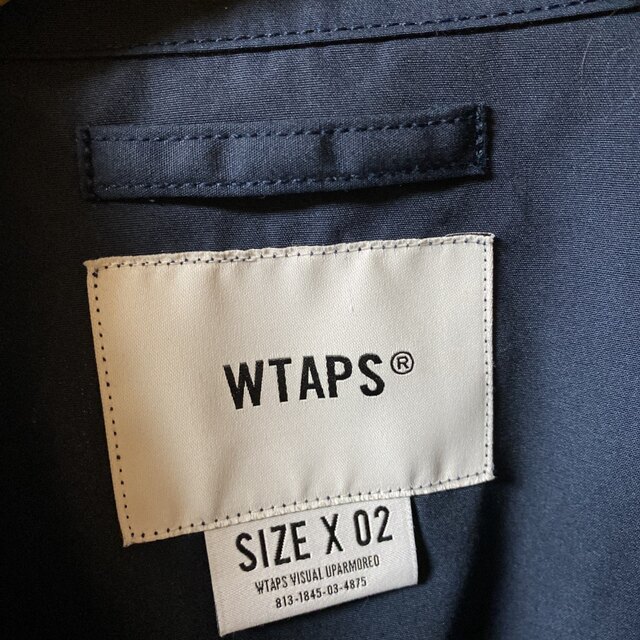 WTAPS®
SIZE X 02
WTAPS VISUAL UPARMORED
813-1845-03-4875